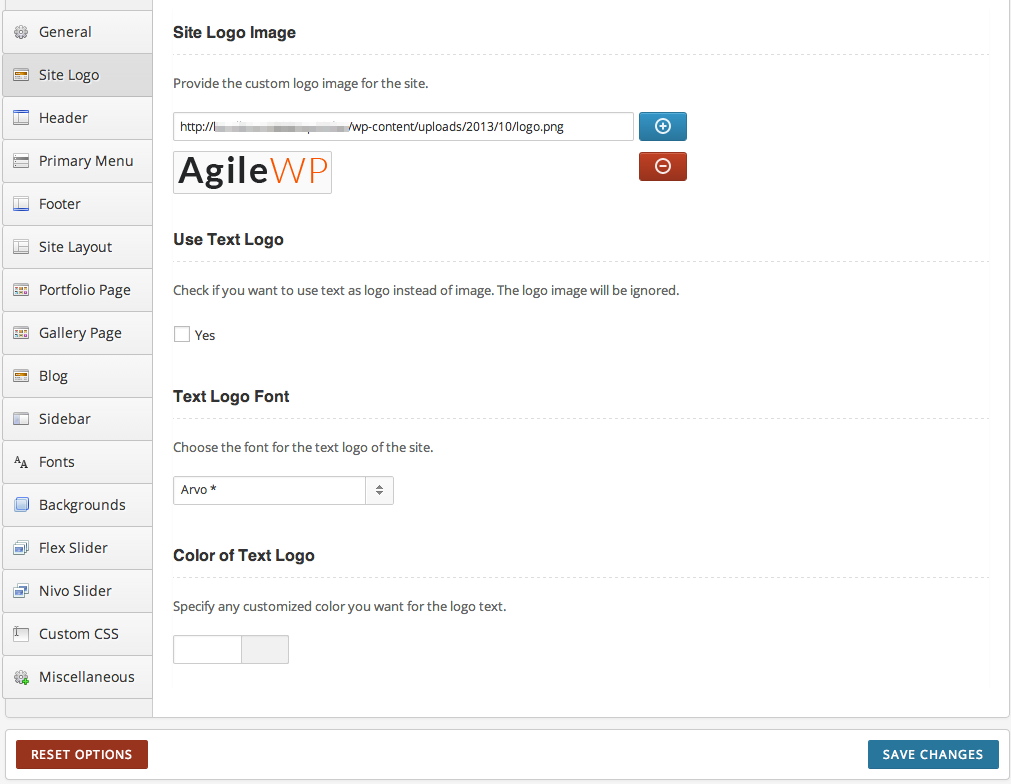 General
Site Logo
Header
Primary Menu
Footer
Site Layout
Portfolio Page
Gallery Page
Blog
Sidebar
Fonts
Backgrounds
Flex Slider
Nivo Slider
Custom CSS
Miscellaneous
Site Logo Image
Provide the custom logo image for the site.
http:// /wp-content/uploads/2013/10/logo.png
AgileWP
Use Text Logo
Check if you want to use text as logo instead of image. The logo image will be ignored.
Yes
Text Logo Font
Choose the font for the text logo of the site.
Arvo *
Color of Text Logo
Specify any customized color you want for the logo text.
RESET OPTIONS
SAVE CHANGES